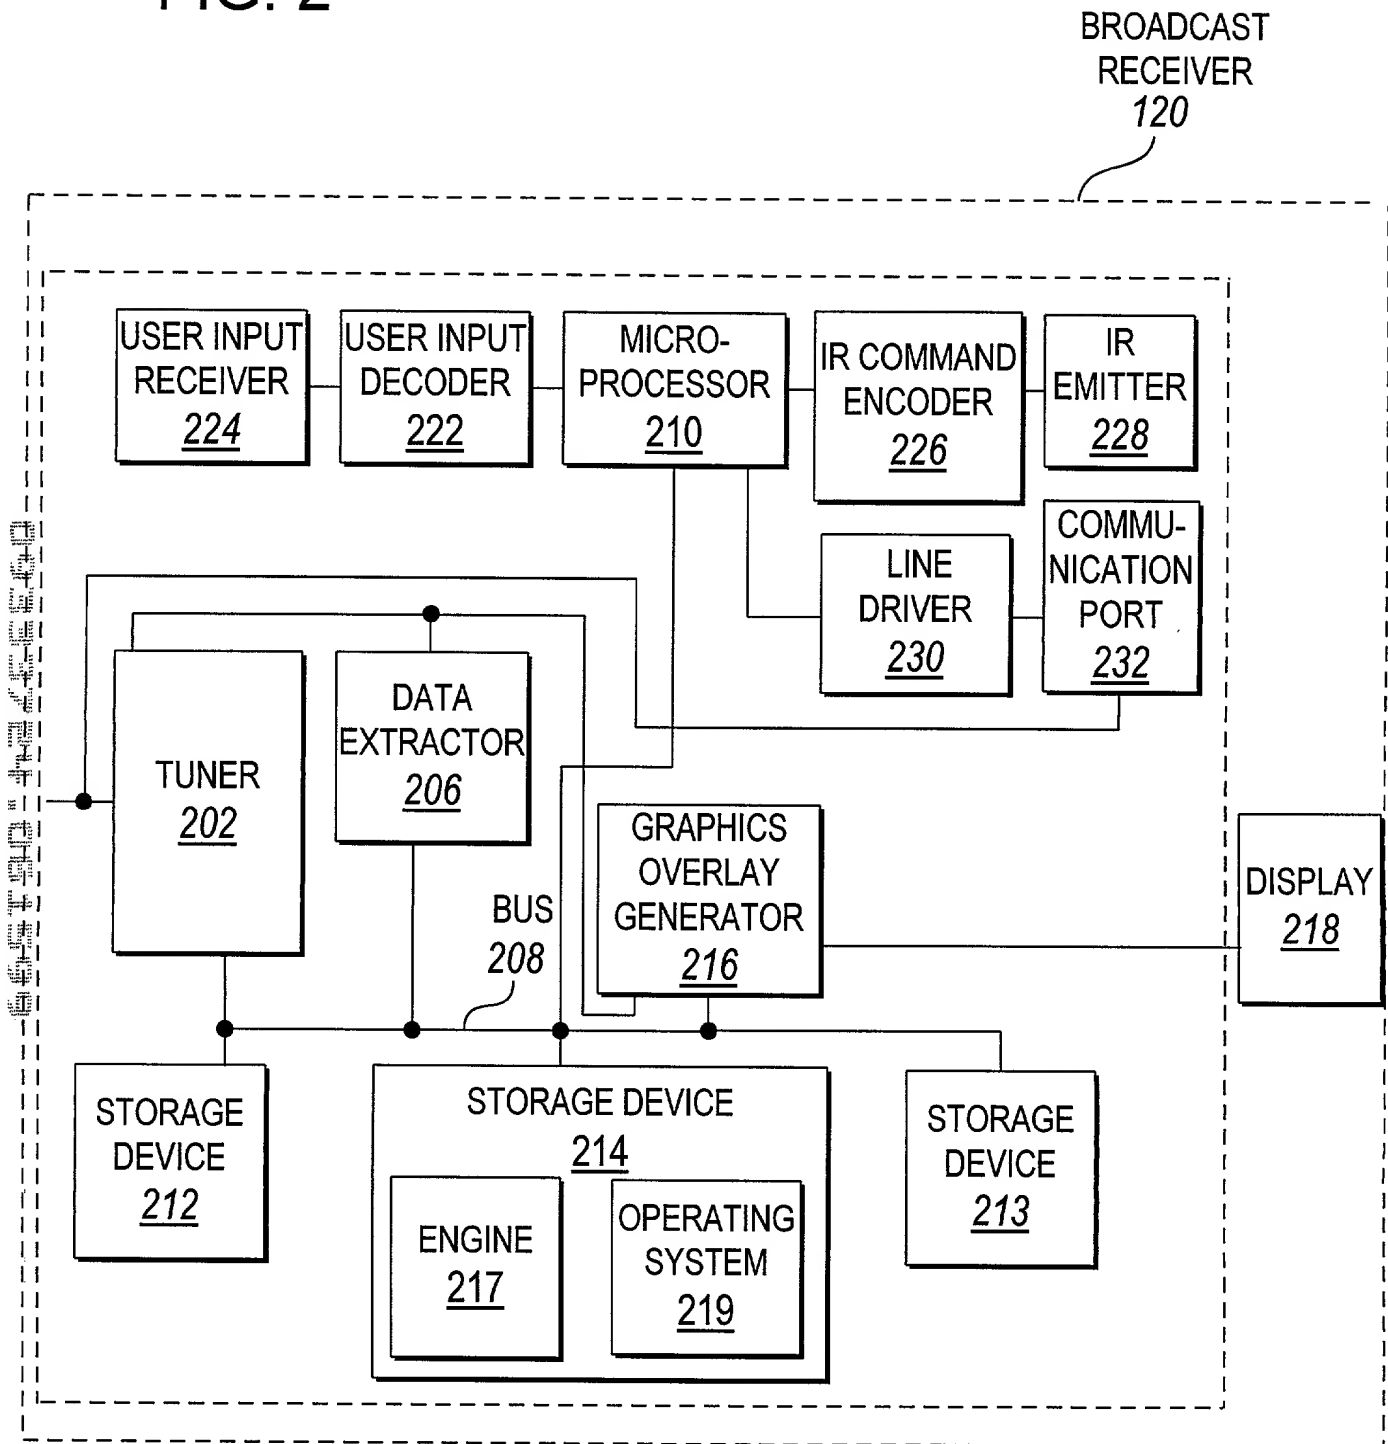 FIG. 2
BROADCAST
RECEIVER
120
USER INPUT
RECEIVER
224
USER INPUT
DECODER
222
MICRO-
PROCESSOR
210
IR COMMAND
ENCODER
226
IR
EMITTER
228
COMMU-
NICATION
PORT
232
LINE
DRIVER
230
TUNER
202
DATA
EXTRACTOR
206
GRAPHICS
OVERLAY
GENERATOR
216
DISPLAY
218
BUS
208
STORAGE
DEVICE
212
STORAGE DEVICE
214
ENGINE
217
OPERATING
SYSTEM
219
STORAGE
DEVICE
213